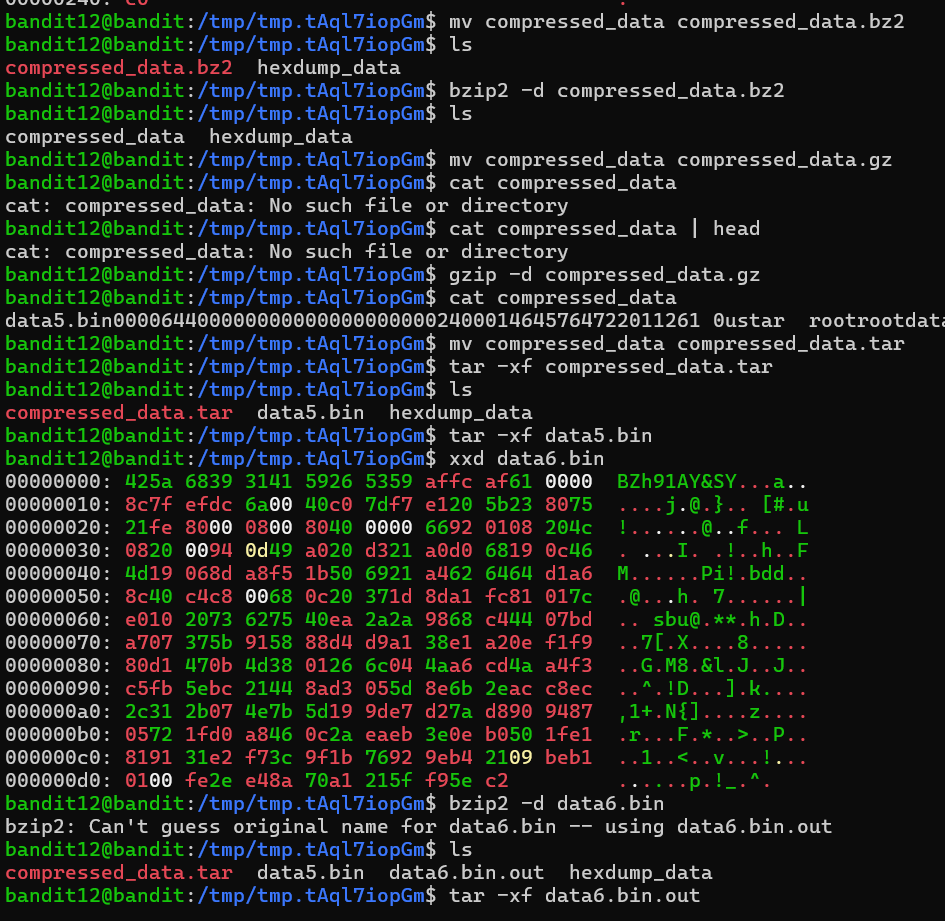 00000240: c0 .
bandit12@bandit:/tmp/tmp.tAql7iopGm$ mv compressed_data compressed_data.bz2
bandit12@bandit:/tmp/tmp.tAql7iopGm$ ls
compressed_data.bz2  hexdump_data
bandit12@bandit:/tmp/tmp.tAql7iopGm$ bzip2 -d compressed_data.bz2
bandit12@bandit:/tmp/tmp.tAql7iopGm$ ls
compressed_data  hexdump_data
bandit12@bandit:/tmp/tmp.tAql7iopGm$ mv compressed_data compressed_data.gz
bandit12@bandit:/tmp/tmp.tAql7iopGm$ cat compressed_data
cat: compressed_data: No such file or directory
bandit12@bandit:/tmp/tmp.tAql7iopGm$ cat compressed_data | head
cat: compressed_data: No such file or directory
bandit12@bandit:/tmp/tmp.tAql7iopGm$ gzip -d compressed_data.gz
bandit12@bandit:/tmp/tmp.tAql7iopGm$ cat compressed_data
data5.bin0000644000000000000000000002400014645764722011261 0ustar  rootrootdata
bandit12@bandit:/tmp/tmp.tAql7iopGm$ mv compressed_data compressed_data.tar
bandit12@bandit:/tmp/tmp.tAql7iopGm$ tar -xf compressed_data.tar
bandit12@bandit:/tmp/tmp.tAql7iopGm$ ls
compressed_data.tar  data5.bin  hexdump_data
bandit12@bandit:/tmp/tmp.tAql7iopGm$ tar -xf data5.bin
bandit12@bandit:/tmp/tmp.tAql7iopGm$ xxd data6.bin
00000000: 425a 6839 3141 5926 5359 affc af61 0000  BZh91AY&SY...a..
00000010: 8c7f efdc 6a00 40c0 7df7 e120 5b23 8075  ....j.@.}.. [#.u
00000020: 21fe 8000 0800 8040 0000 6692 0108 204c  !......@..f... L
00000030: 0820 0094 0d49 a020 d321 a0d0 6819 0c46  . ...I. .!..h..F
00000040: 4d19 068d a8f5 1b50 6921 a462 6464 d1a6  M......Pi!.bdd..
00000050: 8c40 c4c8 0068 0c20 371d 8da1 fc81 017c  .@...h. 7......|
00000060: e010 2073 6275 40ea 2a2a 9868 c444 07bd  .. sbu@.**.h.D..
00000070: a707 375b 9158 88d4 d9a1 38e1 a20e f1f9  ..7[.X....8.....
00000080: 80d1 470b 4d38 0126 6c04 4aa6 cd4a a4f3  ..G.M8.&l.J..J..
00000090: c5fb 5ebc 2144 8ad3 055d 8e6b 2eac c8ec  ..^.!D...].k....
000000a0: 2c31 2b07 4e7b 5d19 9de7 d27a d890 9487  ,1+.N{]....z....
000000b0: 0572 1fd0 a846 0c2a eaeb 3e0e b050 1fe1  .r...F.*..>..P..
000000c0: 8191 31e2 f73c 9f1b 7692 9eb4 2109 beb1  ..1..<..v...!...
000000d0: 0100 fe2e e48a 70a1 215f f95e c2  ......p.!_.^.
bandit12@bandit:/tmp/tmp.tAql7iopGm$ bzip2 -d data6.bin
bzip2: Can't guess original name for data6.bin -- using data6.bin.out
bandit12@bandit:/tmp/tmp.tAql7iopGm$ ls
compressed_data.tar  data5.bin  data6.bin.out  hexdump_data
bandit12@bandit:/tmp/tmp.tAql7iopGm$ tar -xf data6.bin.out